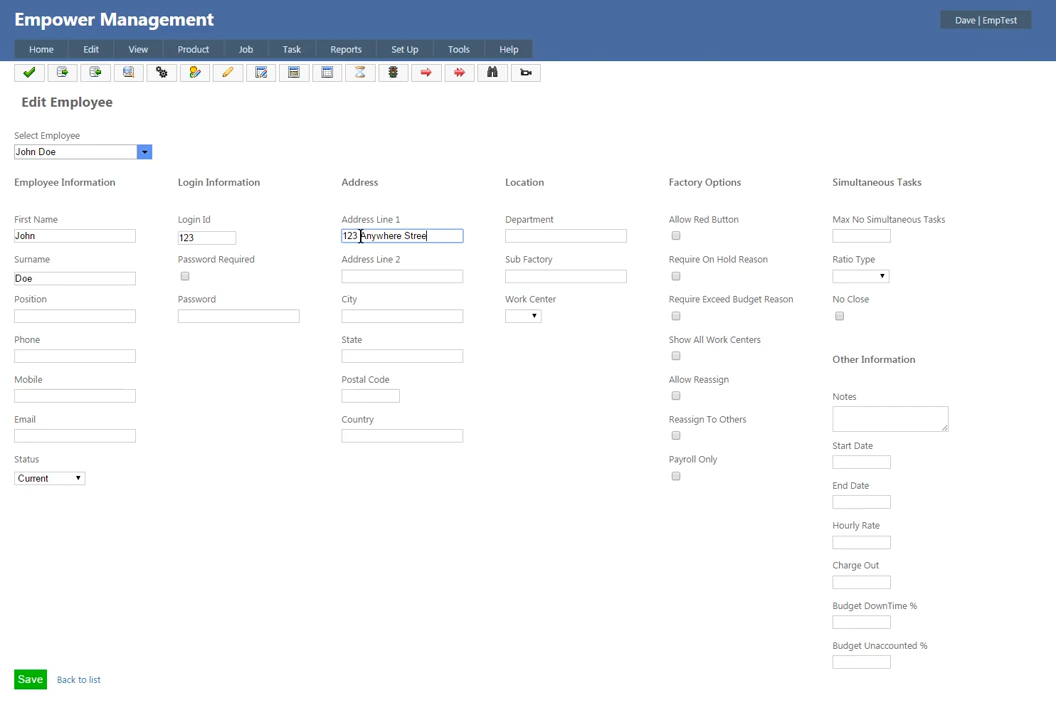 Empower Management
Dave | EmpTest
Home Edit View Product Job Task Reports Set Up Tools Help
Edit Employee
Select Employee
John Doe
Employee Information
First Name
John
Surname
Doe
Position
Phone
Mobile
Email
Status
Current
Login Information
Login Id
123
Password Required
Password
Address
Address Line 1
123 Anywhere Stree
Address Line 2
City
State
Postal Code
Country
Location
Department
Sub Factory
Work Center
Factory Options
Allow Red Button
Require On Hold Reason
Require Exceed Budget Reason
Show All Work Centers
Allow Reassign
Reassign To Others
Payroll Only
Simultaneous Tasks
Max No Simultaneous Tasks
Ratio Type
No Close
Other Information
Notes
Start Date
End Date
Hourly Rate
Charge Out
Budget DownTime %
Budget Unaccounted %
Save Back to list